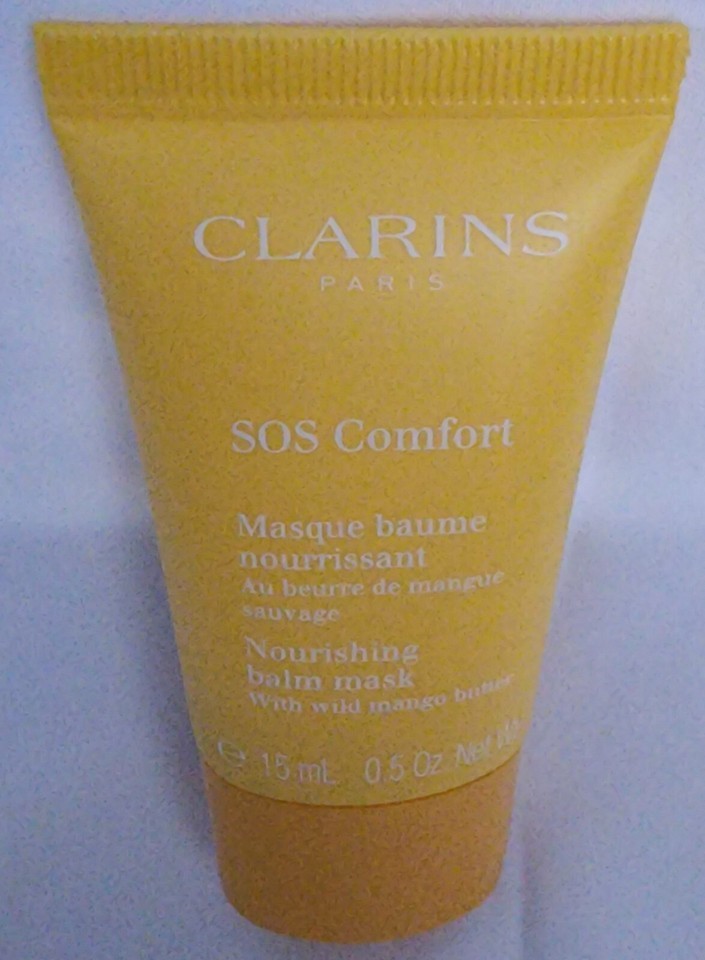 CLARINS
PARIS
SOS Comfort
Masque baume
nourrissant
Au beurre de mangue
sauvage
Nourishing
balm mask
With wild mango butter
℮ 15 mL 0.5 Oz Net Wt.